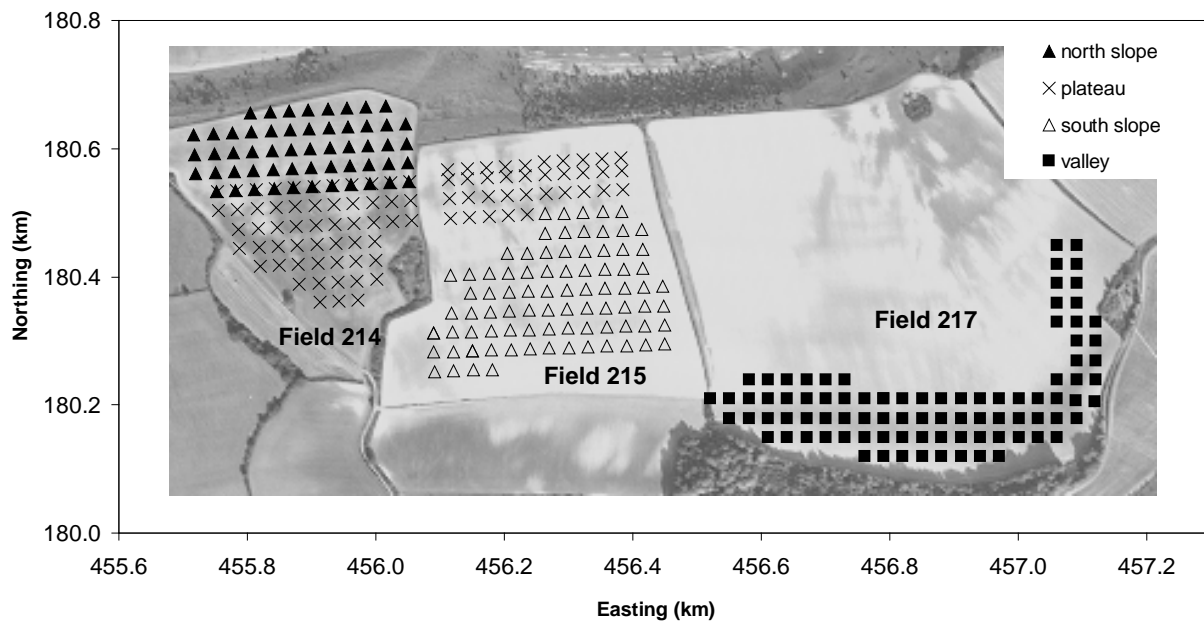 180.8
180.6
180.4
180.2
180.0
Northing (km)
north slope
plateau
south slope
valley
Field 214
Field 215
Field 217
455.6 455.8 456.0 456.2 456.4 456.6 456.8 457.0 457.2
Easting (km)